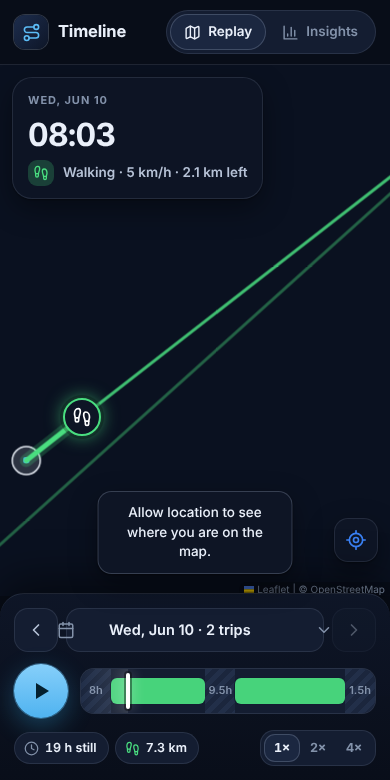 Timeline
Replay
Insights
WED, JUN 10
08:03
Walking · 5 km/h · 2.1 km left
Allow location to see
where you are on the
map.
Leaflet | © OpenStreetMap
Wed, Jun 10 · 2 trips
8h
9.5h
1.5h
19 h still
7.3 km
1×
2×
4×